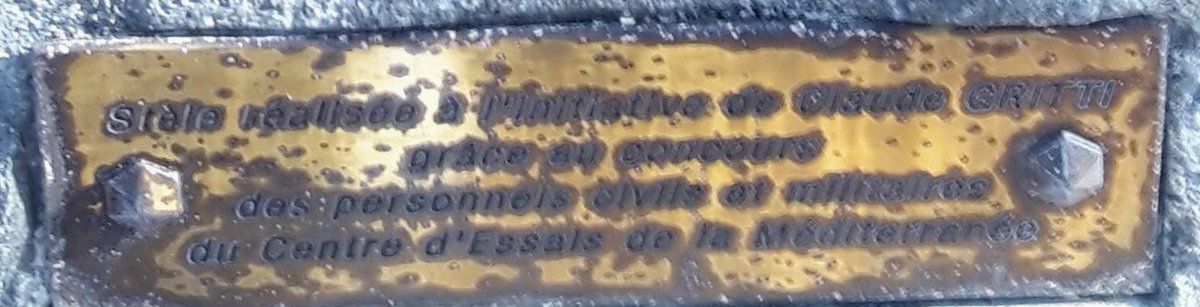 Stèle réalisée à l'initiative de Claude GRITTI
grâce au concours
des personnels civils et militaires
du Centre d'Essais de la Méditerranée